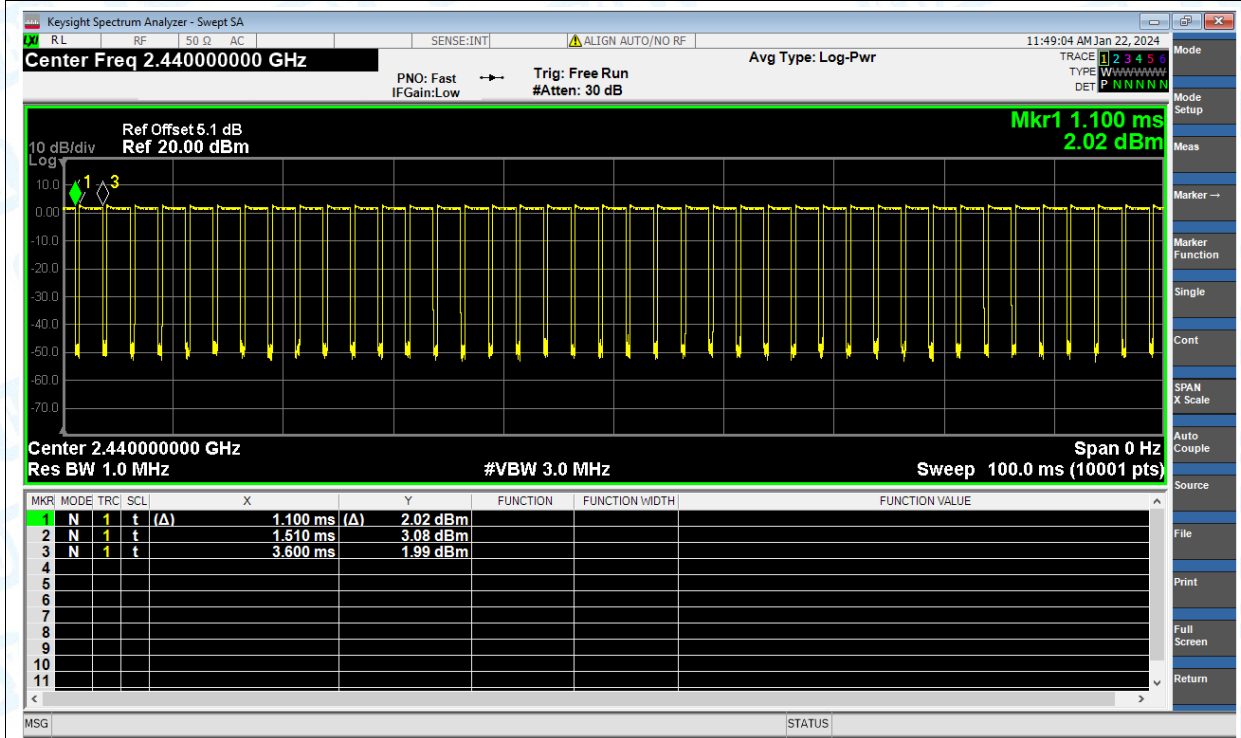 Keysight Spectrum Analyzer - Swept SA
LXI RL RF 50 Ω AC SENSE:INT ALIGN AUTO/NO RF 11:49:04 AM Jan 22, 2024
Center Freq 2.440000000 GHz
PNO: Fast
IFGain:Low
Trig: Free Run
#Atten: 30 dB
Avg Type: Log-Pwr
TRACE 1 2 3 4 5 6
TYPE WWWWWW
DET P N N N N N
Ref Offset 5.1 dB
10 dB/div Ref 20.00 dBm
Log
Mkr1 1.100 ms
2.02 dBm
10.0
0.00
-10.0
-20.0
-30.0
-40.0
-50.0
-60.0
-70.0
1
3
Center 2.440000000 GHz Span 0 Hz
Res BW 1.0 MHz #VBW 3.0 MHz Sweep 100.0 ms (10001 pts)
MKR MODE TRC SCL X Y FUNCTION FUNCTION WIDTH FUNCTION VALUE
1 N 1 t (Δ) 1.100 ms (Δ) 2.02 dBm
2 N 1 t 1.510 ms 3.08 dBm
3 N 1 t 3.600 ms 1.99 dBm
4
5
6
7
8
9
10
11
MSG STATUS
Mode
Mode
Setup
Meas
Marker →
Marker
Function
Single
Cont
SPAN
X Scale
Auto
Couple
Source
File
Print
Full
Screen
Return